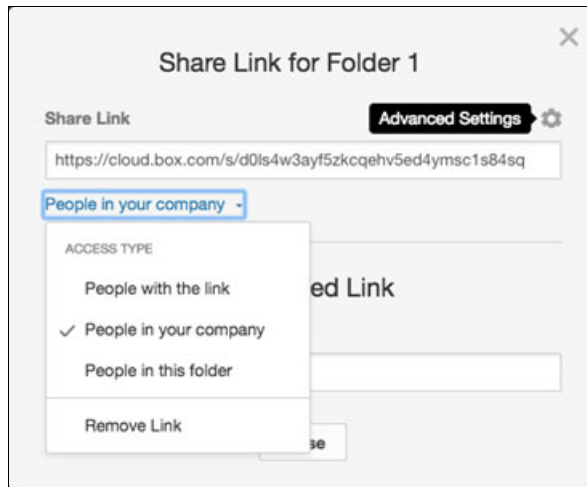 Share Link for Folder 1
Share Link
Advanced Settings
https://cloud.box.com/s/d0ls4w3ayf5zkcqehv5ed4ymsc1s84sq
People in your company
ACCESS TYPE
People with the link
ed Link
People in your company
People in this folder
Remove Link
se